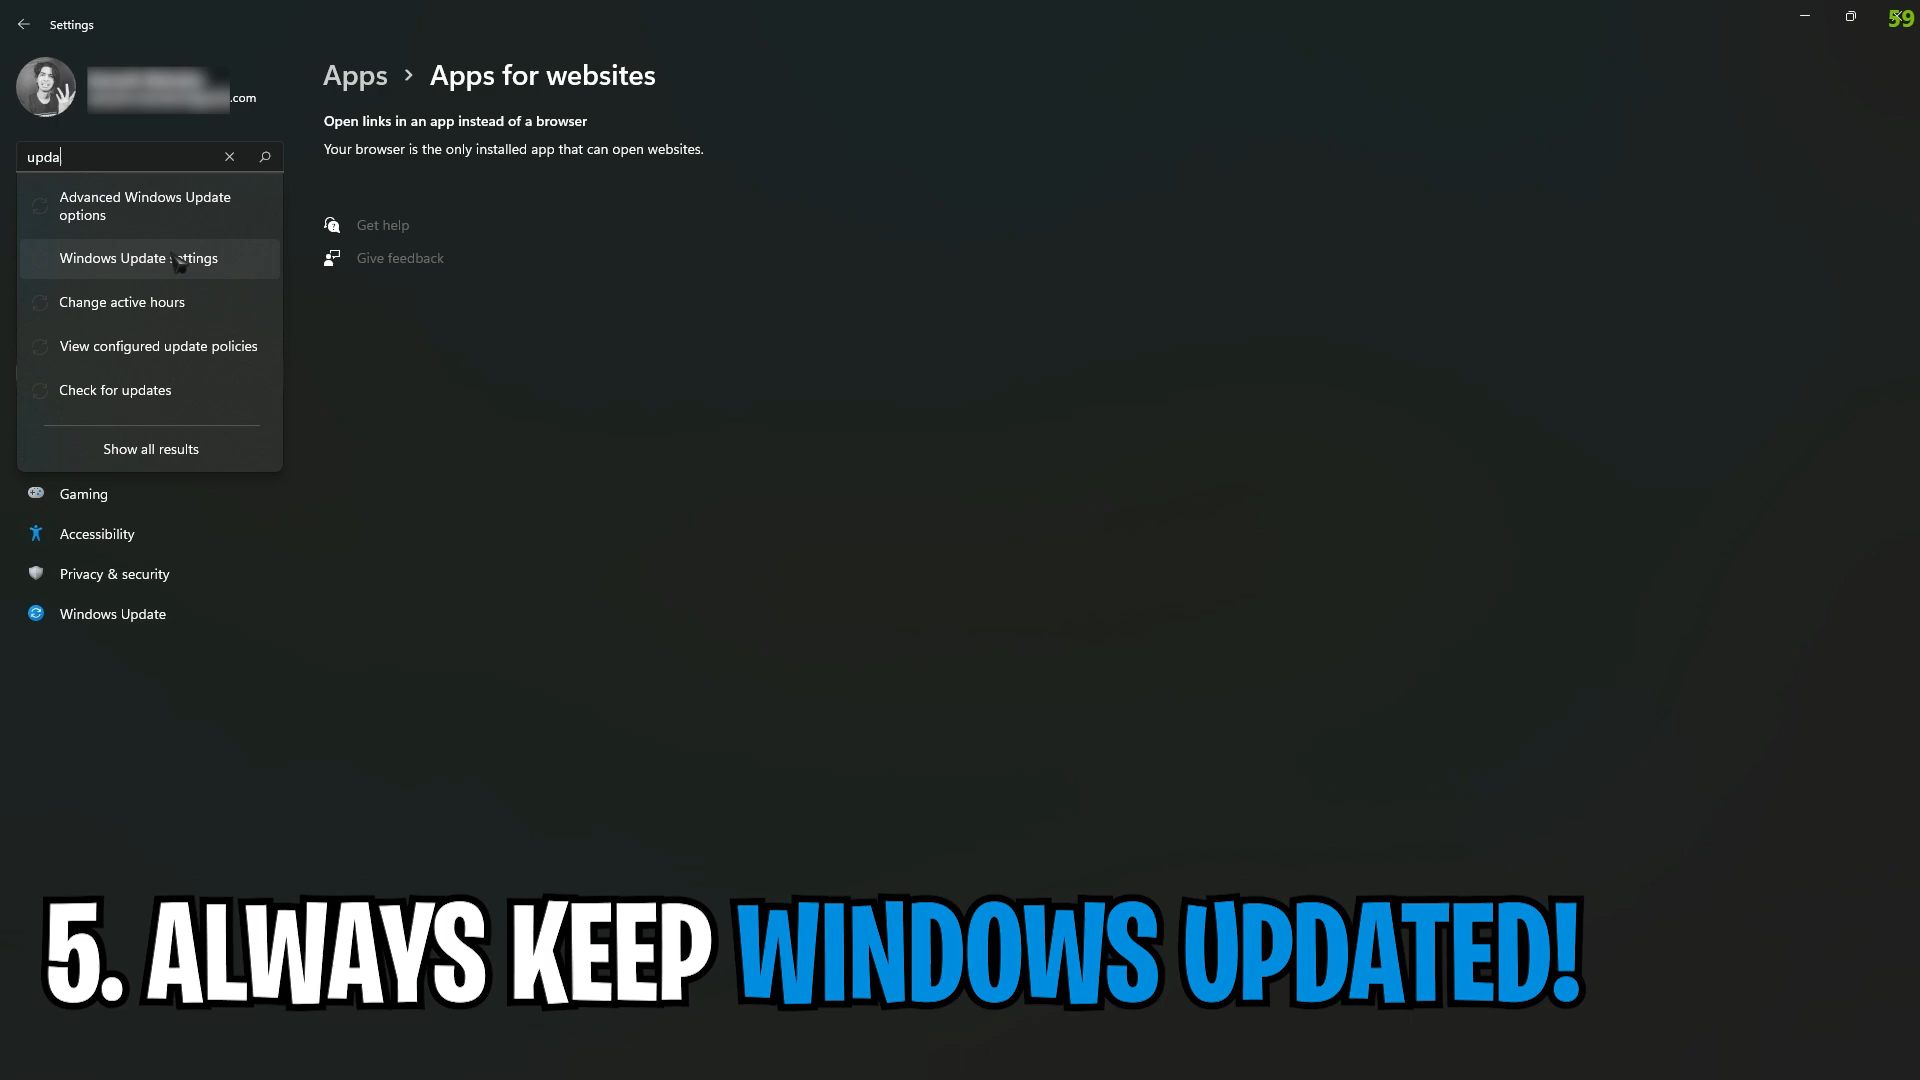 Settings
59
.com
Apps > Apps for websites
Open links in an app instead of a browser
Your browser is the only installed app that can open websites.
upda
Advanced Windows Update
options
Windows Update settings
Change active hours
View configured update policies
Check for updates
Show all results
Get help
Give feedback
Gaming
Accessibility
Privacy & security
Windows Update
5. ALWAYS KEEP WINDOWS UPDATED!